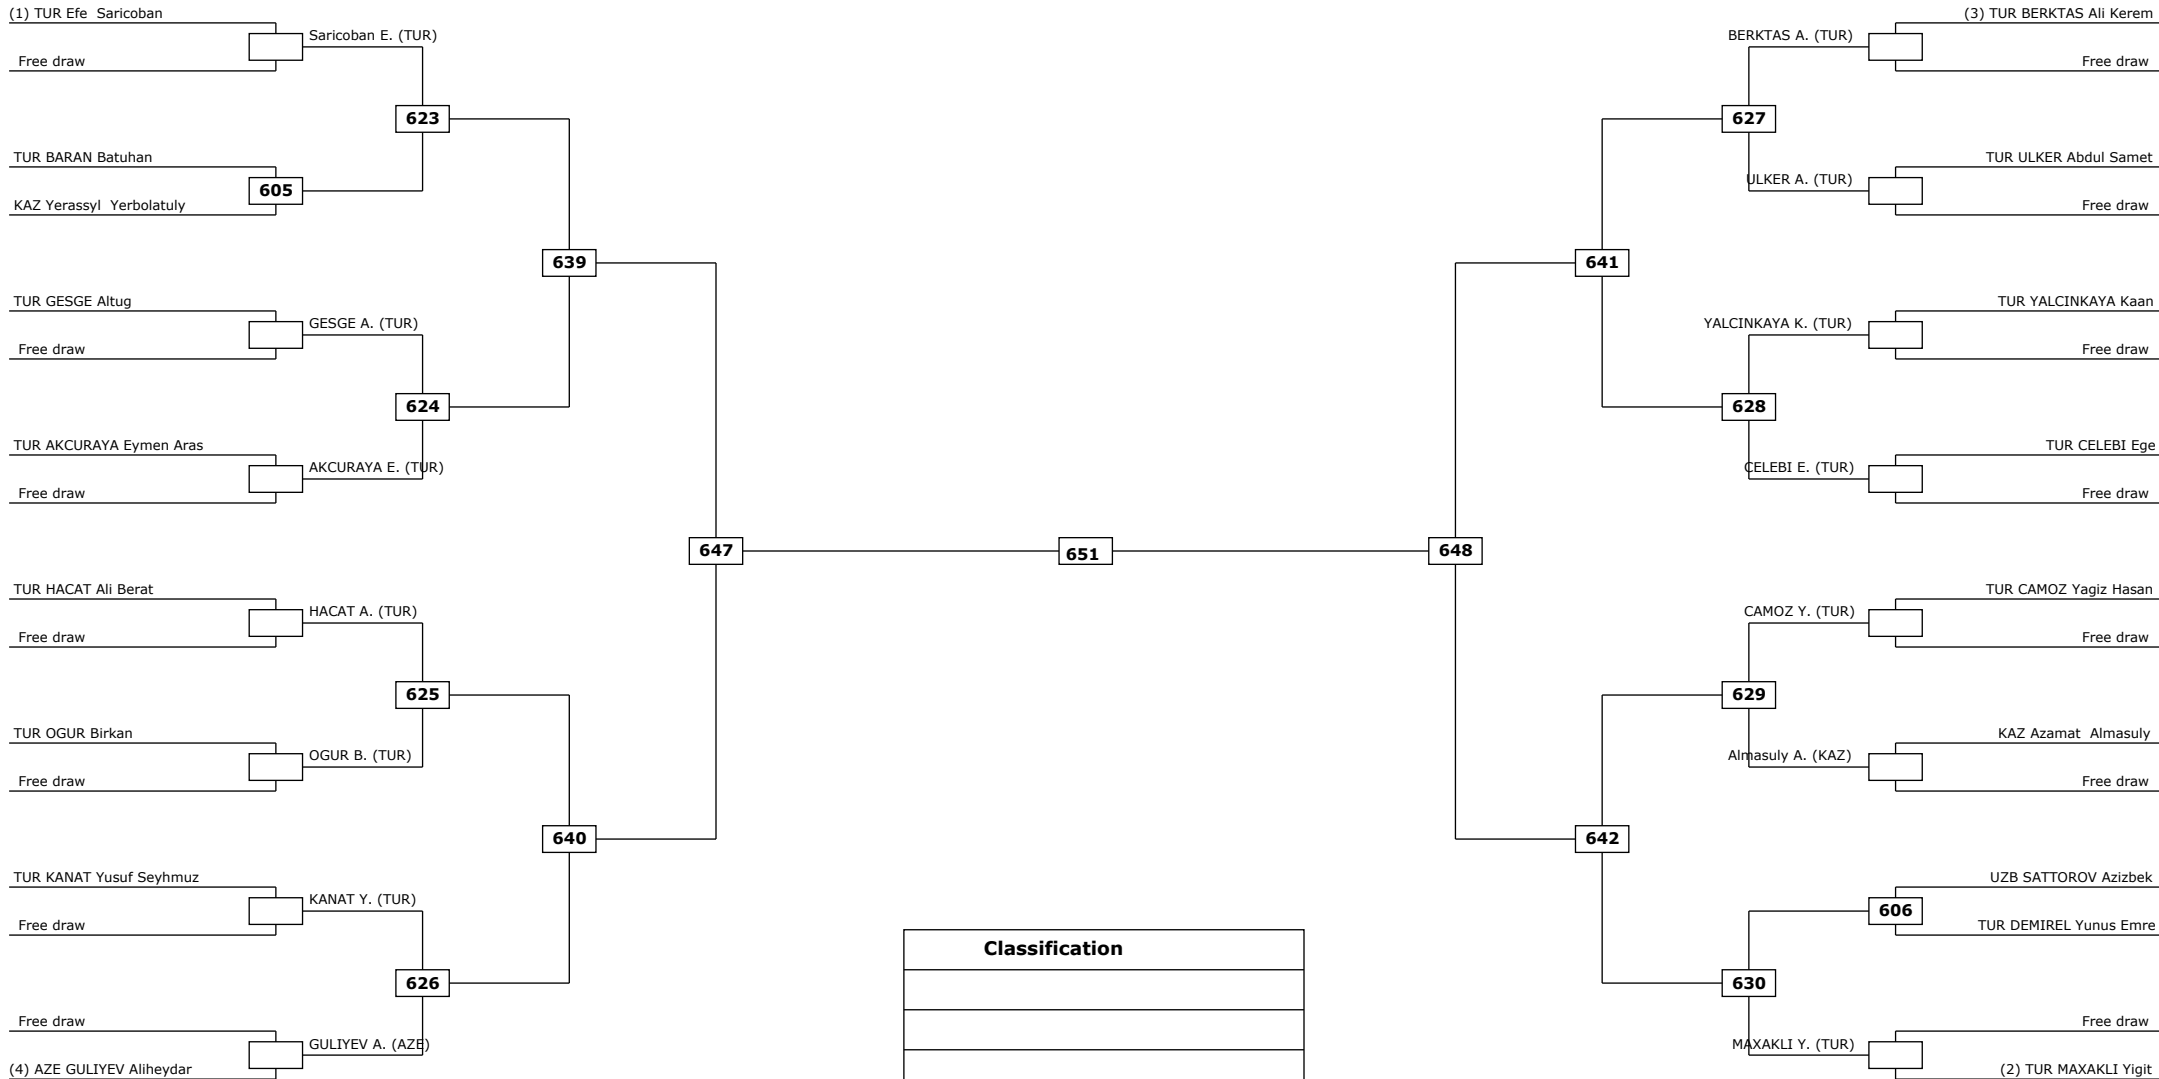 (1) TUR Efe  Saricoban
Saricoban E. (TUR)
Free draw
623
TUR BARAN Batuhan
605
KAZ Yerassyl  Yerbolatuly
639
TUR GESGE Altug
GESGE A. (TUR)
Free draw
624
TUR AKCURAYA Eymen Aras
AKCURAYA E. (TUR)
Free draw
647
TUR HACAT Ali Berat
HACAT A. (TUR)
Free draw
625
TUR OGUR Birkan
OGUR B. (TUR)
Free draw
640
TUR KANAT Yusuf Seyhmuz
KANAT Y. (TUR)
Free draw
626
Free draw
GULIYEV A. (AZE)
(4) AZE GULIYEV Aliheydar
651
Classification
(3) TUR BERKTAS Ali Kerem
BERKTAS A. (TUR)
Free draw
627
TUR ULKER Abdul Samet
ULKER A. (TUR)
Free draw
641
TUR YALCINKAYA Kaan
YALCINKAYA K. (TUR)
Free draw
628
TUR CELEBI Ege
CELEBI E. (TUR)
Free draw
648
TUR CAMOZ Yagiz Hasan
CAMOZ Y. (TUR)
Free draw
629
KAZ Azamat  Almasuly
Almasuly A. (KAZ)
Free draw
642
UZB SATTOROV Azizbek
606
TUR DEMIREL Yunus Emre
630
Free draw
MAXAKLI Y. (TUR)
(2) TUR MAXAKLI Yigit